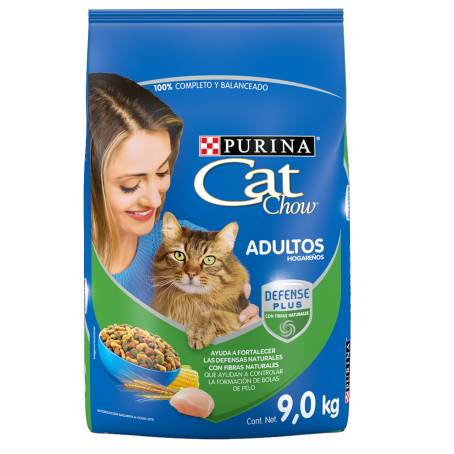 100% COMPLETO Y BALANCEADO
PURINA
Cat
Chow
ADULTOS
HOGAREÑOS
DEFENSE
PLUS
CON FIBRAS NATURALES
AYUDA A FORTALECER
LAS DEFENSAS NATURALES
CON FIBRAS NATURALES
QUE AYUDAN A CONTROLAR
LA FORMACIÓN DE BOLAS
DE PELO
Cont. Net. 9,0 kg
PURINA